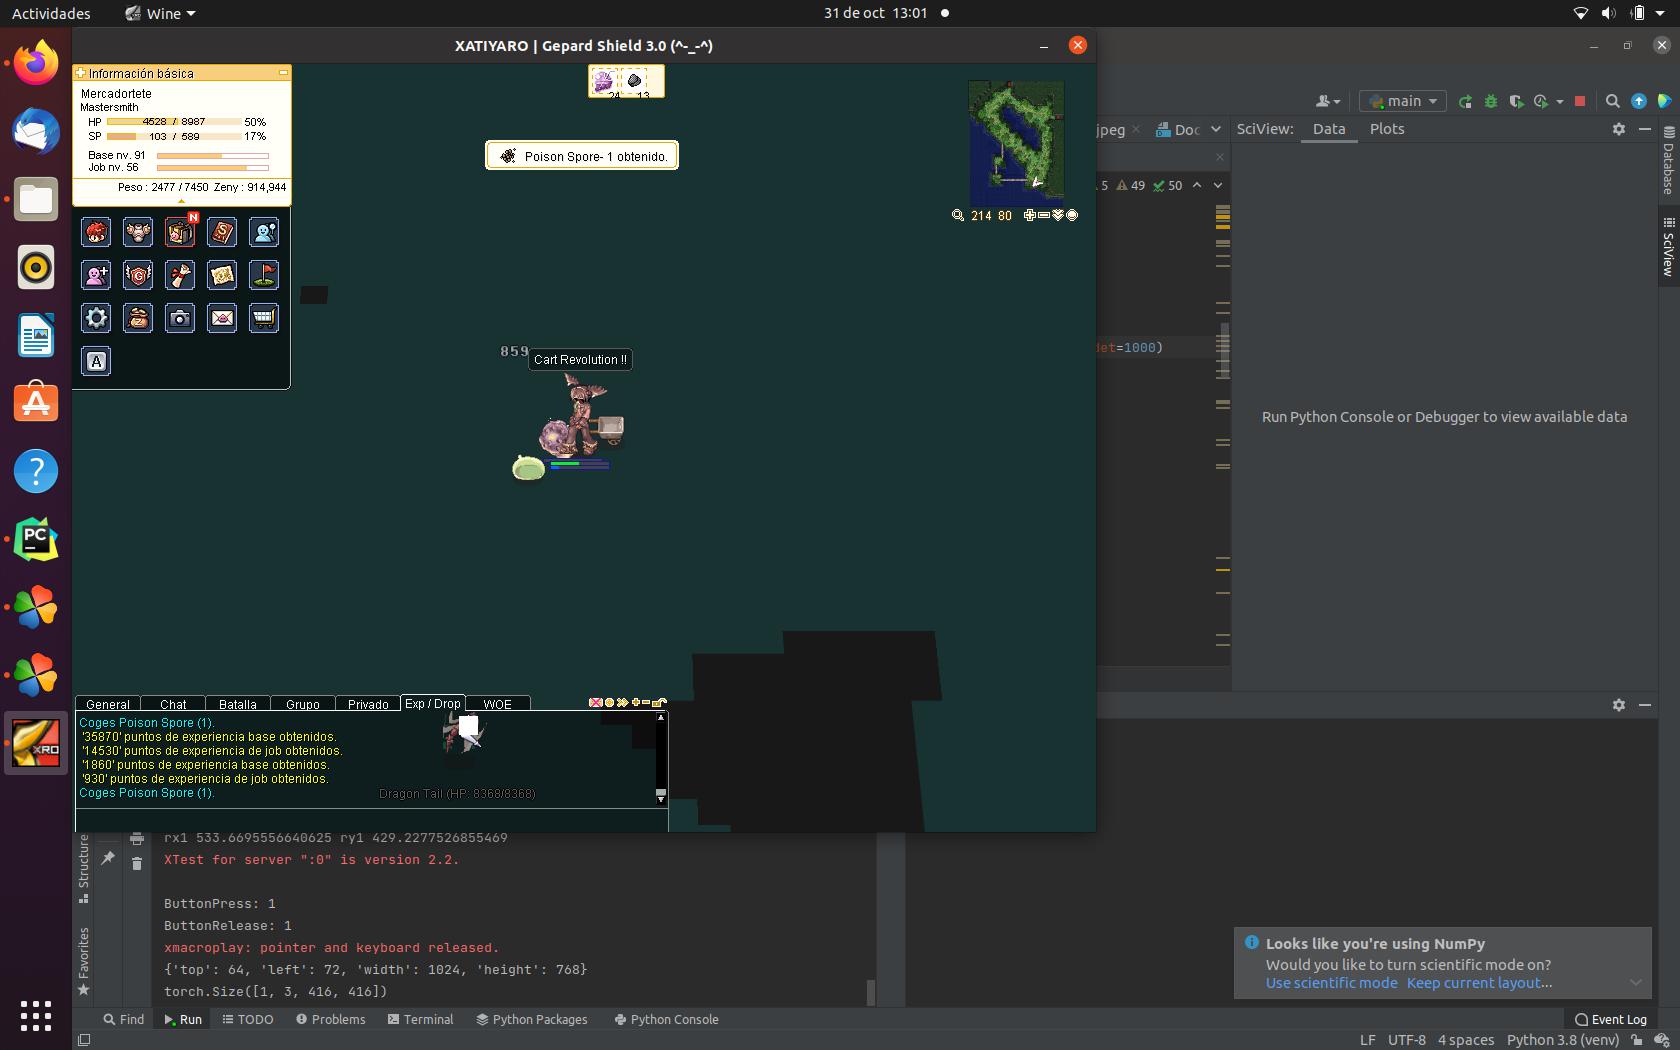 Actividades
Wine
31 de oct 13:01
XATIYARO | Gepard Shield 3.0 (^-_-^)
Información básica
Mercadortete
Mastersmith
HP 4528 / 8987 50%
SP 103 / 589 17%
Base nv. 91
Job nv. 56
Peso : 2477 / 7450 Zeny : 914,944
N
S
G
Z
A
24 13
Poison Spore- 1 obtenido.
214 80
859
Cart Revolution !!
General Chat Batalla Grupo Privado Exp / Drop WOE
Coges Poison Spore (1).
'35870' puntos de experiencia base obtenidos.
'14530' puntos de experiencia de job obtenidos.
'1860' puntos de experiencia base obtenidos.
'930' puntos de experiencia de job obtenidos.
Coges Poison Spore (1).
Dragon Tail (HP: 8368/8368)
main
jpeg
Doc
SciView: Data Plots
5 49 50
det=1000)
Run Python Console or Debugger to view available data
Database
SciView
PC
XRO
rx1 533.6695556640625 ry1 429.2277526855469
XTest for server ":0" is version 2.2.
ButtonPress: 1
ButtonRelease: 1
xmacroplay: pointer and keyboard released.
{'top': 64, 'left': 72, 'width': 1024, 'height': 768}
torch.Size([1, 3, 416, 416])
Structure
Favorites
Looks like you're using NumPy
Would you like to turn scientific mode on?
Use scientific mode Keep current layout...
Find Run TODO Problems Terminal Python Packages Python Console
Event Log
LF UTF-8 4 spaces Python 3.8 (venv)